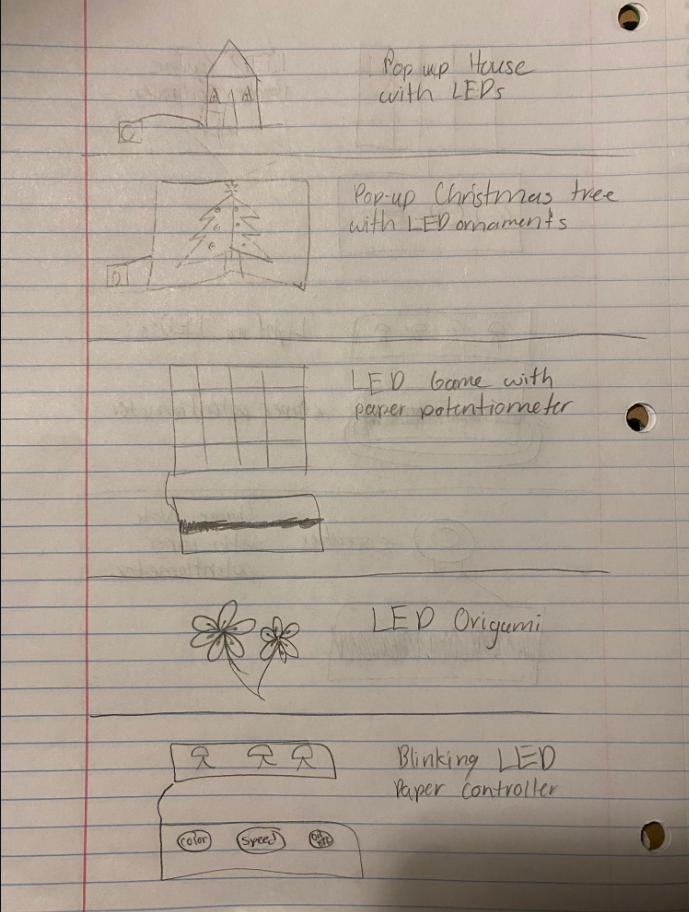 Pop up House
with LEDs
Pop-up Christmas tree
with LED ornaments
LED Game with
paper potentiometer
LED Origami
Blinking LED
Paper controller
color speed on/off